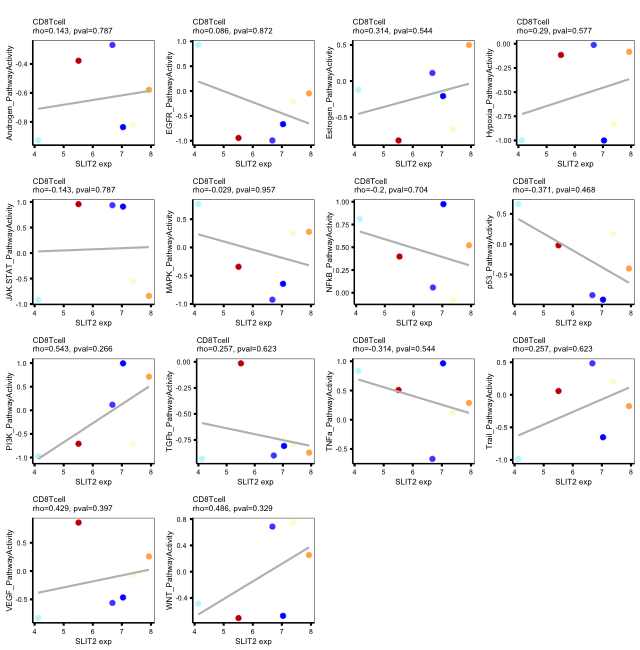 CD8Tcell
rho=0.143, pval=0.787
Androgen_PathwayActivity
-0.4
-0.6
-0.8
4 5 6 7 8
SLIT2 exp
CD8Tcell
rho=0.086, pval=0.872
EGFR_PathwayActivity
1.0
0.5
0.0
-0.5
-1.0
4 5 6 7 8
SLIT2 exp
CD8Tcell
rho=0.314, pval=0.544
Estrogen_PathwayActivity
0.5
0.0
-0.5
4 5 6 7 8
SLIT2 exp
CD8Tcell
rho=0.29, pval=0.577
Hypoxia_PathwayActivity
0.00
-0.25
-0.50
-0.75
-1.00
4 5 6 7 8
SLIT2 exp
CD8Tcell
rho=-0.143, pval=0.787
JAK.STAT_PathwayActivity
1.0
0.5
0.0
-0.5
-1.0
4 5 6 7 8
SLIT2 exp
CD8Tcell
rho=-0.029, pval=0.957
MAPK_PathwayActivity
0.5
0.0
-0.5
-1.0
4 5 6 7 8
SLIT2 exp
CD8Tcell
rho=-0.2, pval=0.704
NFkB_PathwayActivity
1.00
0.75
0.50
0.25
0.00
4 5 6 7 8
SLIT2 exp
CD8Tcell
rho=-0.371, pval=0.468
p53_PathwayActivity
0.5
0.0
-0.5
4 5 6 7 8
SLIT2 exp
CD8Tcell
rho=0.543, pval=0.266
PI3K_PathwayActivity
1.0
0.5
0.0
-0.5
-1.0
4 5 6 7 8
SLIT2 exp
CD8Tcell
rho=0.257, pval=0.623
TGFb_PathwayActivity
0.00
-0.25
-0.50
-0.75
4 5 6 7 8
SLIT2 exp
CD8Tcell
rho=-0.314, pval=0.544
TNFa_PathwayActivity
1.0
0.5
0.0
-0.5
4 5 6 7 8
SLIT2 exp
CD8Tcell
rho=0.257, pval=0.623
Trail_PathwayActivity
0.5
0.0
-0.5
-1.0
4 5 6 7 8
SLIT2 exp
CD8Tcell
rho=0.429, pval=0.397
VEGF_PathwayActivity
0.5
0.0
-0.5
4 5 6 7 8
SLIT2 exp
CD8Tcell
rho=0.486, pval=0.329
WNT_PathwayActivity
0.8
0.4
0.0
-0.4
4 5 6 7 8
SLIT2 exp